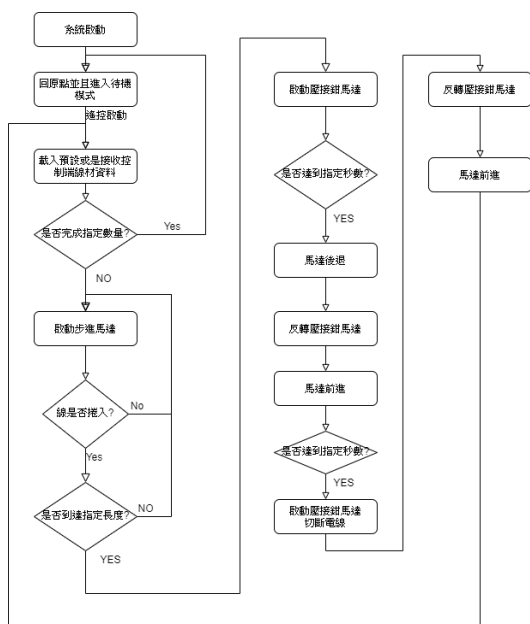 系統啟動
回原點並且進入待機
模式
遙控啟動
載入預設或是接收控
制端線材資料
是否完成指定數量?
Yes
NO
啟動步進馬達
線是否捲入?
No
Yes
是否到達指定長度?
NO
YES
啟動壓接鉗馬達
是否達到指定秒數?
YES
馬達後退
反轉壓接鉗馬達
馬達前進
是否達到指定秒數?
YES
啟動壓接鉗馬達
切斷電線
反轉壓接鉗馬達
馬達前進